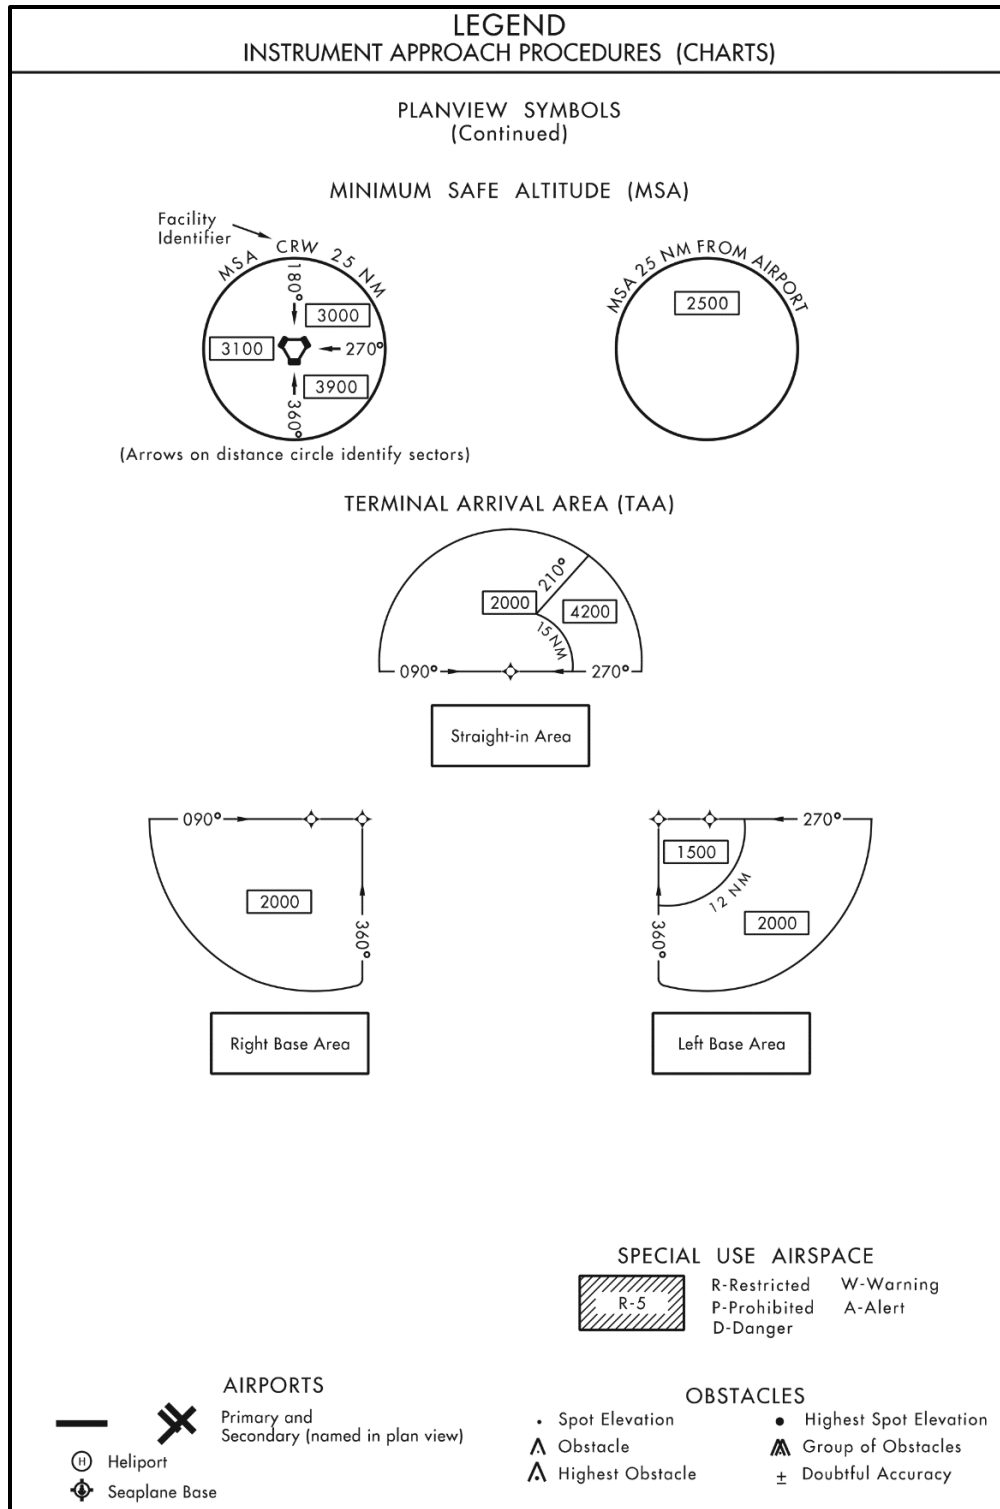 LEGEND
INSTRUMENT APPROACH PROCEDURES (CHARTS)
PLANVIEW SYMBOLS
(Continued)
MINIMUM SAFE ALTITUDE (MSA)
Facility
Identifier
MSA CRW 25 NM
180°
3000
3100
270°
3900
360°
(Arrows on distance circle identify sectors)
MSA 25 NM FROM AIRPORT
2500
TERMINAL ARRIVAL AREA (TAA)
210°
2000
4200
15 NM
090°
270°
Straight-in Area
090°
2000
360°
Right Base Area
270°
1500
12 NM
2000
360°
Left Base Area
SPECIAL USE AIRSPACE
R-5
R-Restricted W-Warning
P-Prohibited A-Alert
D-Danger
AIRPORTS
Primary and
Secondary (named in plan view)
H Heliport
Seaplane Base
OBSTACLES
Spot Elevation
Highest Spot Elevation
Obstacle
Group of Obstacles
Highest Obstacle
± Doubtful Accuracy